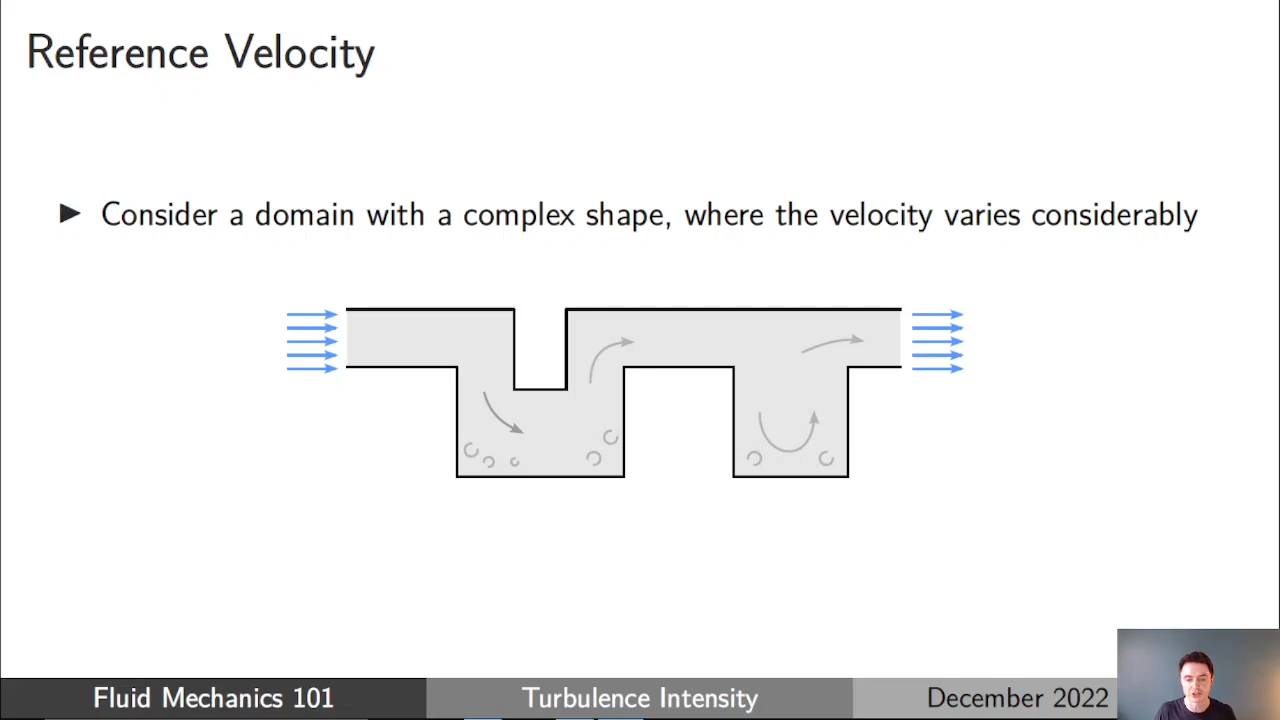 Reference Velocity
▶ Consider a domain with a complex shape, where the velocity varies considerably
Fluid Mechanics 101
Turbulence Intensity
December 2022